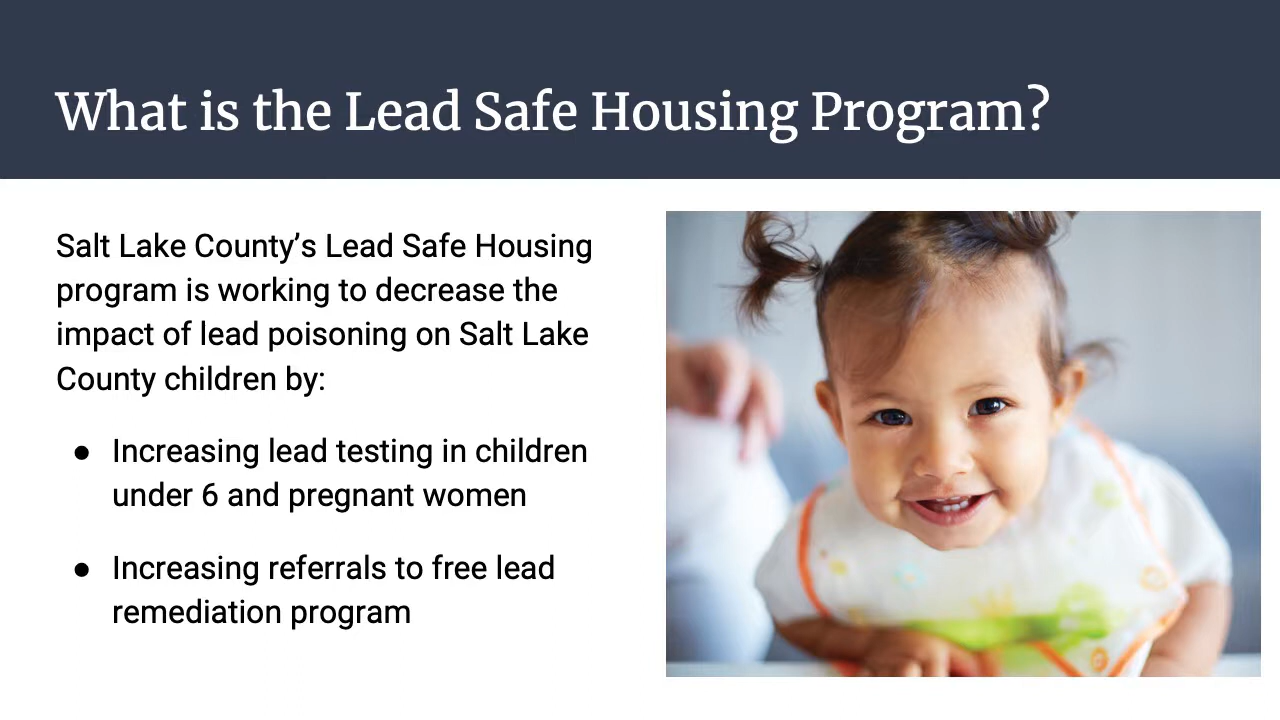 What is the Lead Safe Housing Program?
Salt Lake County’s Lead Safe Housing
program is working to decrease the
impact of lead poisoning on Salt Lake
County children by:
● Increasing lead testing in children
under 6 and pregnant women
● Increasing referrals to free lead
remediation program